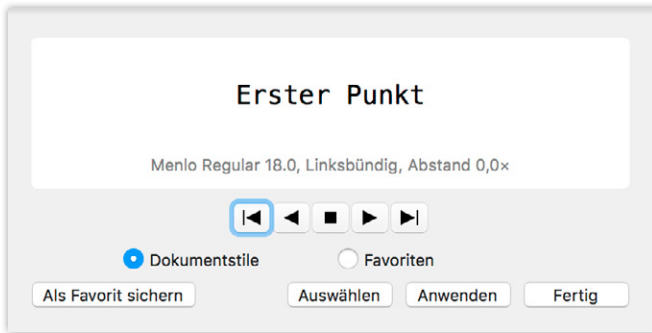 Erster Punkt
Menlo Regular 18.0, Linksbündig, Abstand 0,0×
Dokumentstile Favoriten
Als Favorit sichern Auswählen Anwenden Fertig